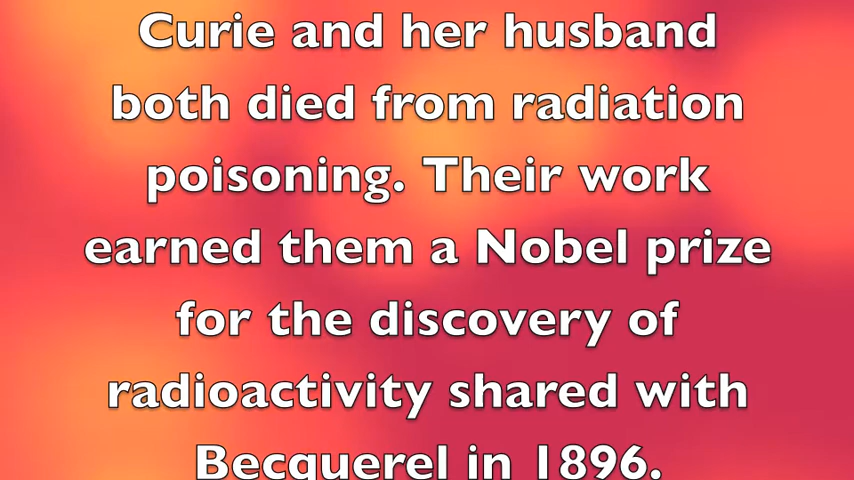 Curie and her husband
both died from radiation
poisoning. Their work
earned them a Nobel prize
for the discovery of
radioactivity shared with
Becquerel in 1896.